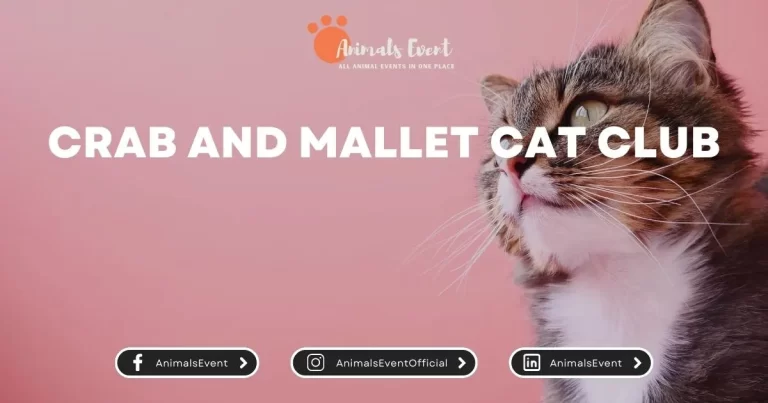 Animals Event
ALL ANIMAL EVENTS IN ONE PLACE
CRAB AND MALLET CAT CLUB
AnimalsEvent
AnimalsEventOfficial
AnimalsEvent